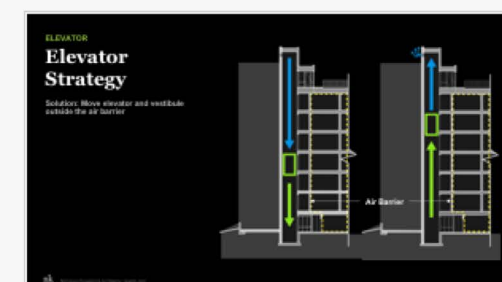 ELEVATOR
Elevator
Strategy
Solution: Move elevator and vestibule
outside the air barrier
Air Barrier